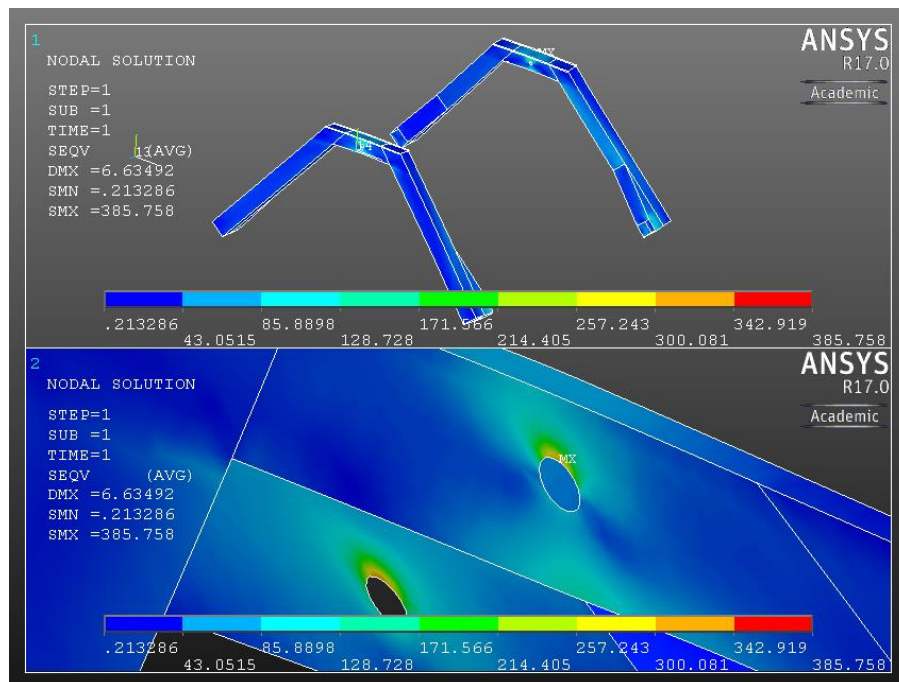 1
NODAL SOLUTION
STEP=1
SUB =1
TIME=1
SEQV (AVG)
DMX =6.63492
SMN =.213286
SMX =385.758
MX
ANSYS
R17.0
Academic
.213286 85.8898 171.566 257.243 342.919
43.0515 128.728 214.405 300.081 385.758
2
NODAL SOLUTION
STEP=1
SUB =1
TIME=1
SEQV (AVG)
DMX =6.63492
SMN =.213286
SMX =385.758
MX
ANSYS
R17.0
Academic
.213286 85.8898 171.566 257.243 342.919
43.0515 128.728 214.405 300.081 385.758